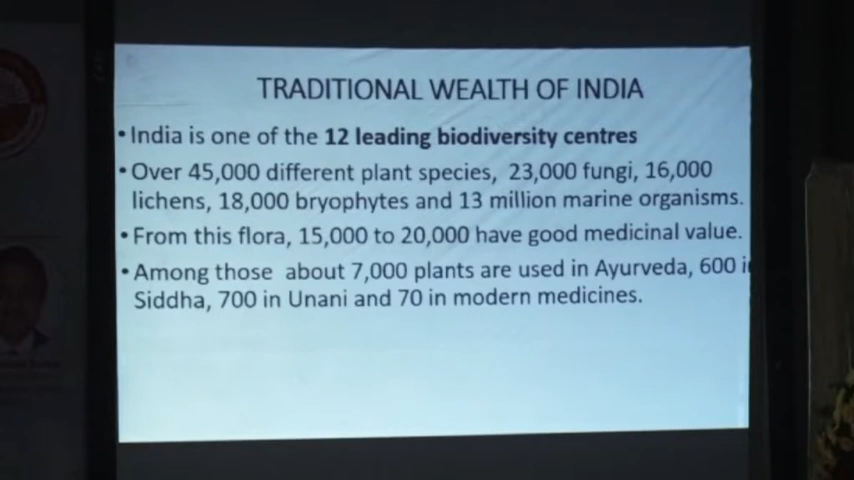 TRADITIONAL WEALTH OF INDIA
• India is one of the 12 leading biodiversity centres
• Over 45,000 different plant species, 23,000 fungi, 16,000
lichens, 18,000 bryophytes and 13 million marine organisms.
• From this flora, 15,000 to 20,000 have good medicinal value.
• Among those about 7,000 plants are used in Ayurveda, 600 i
Siddha, 700 in Unani and 70 in modern medicines.